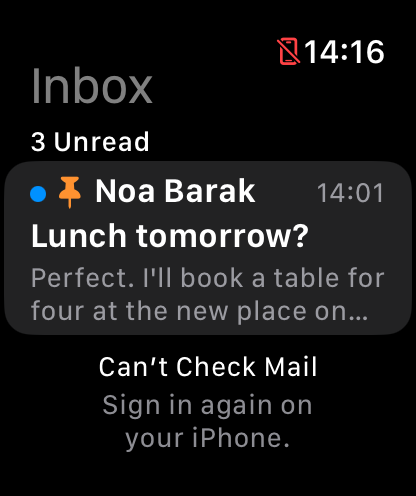 14:16
Inbox
3 Unread
Noa Barak 14:01
Lunch tomorrow?
Perfect. I'll book a table for
four at the new place on...
Can't Check Mail
Sign in again on
your iPhone.